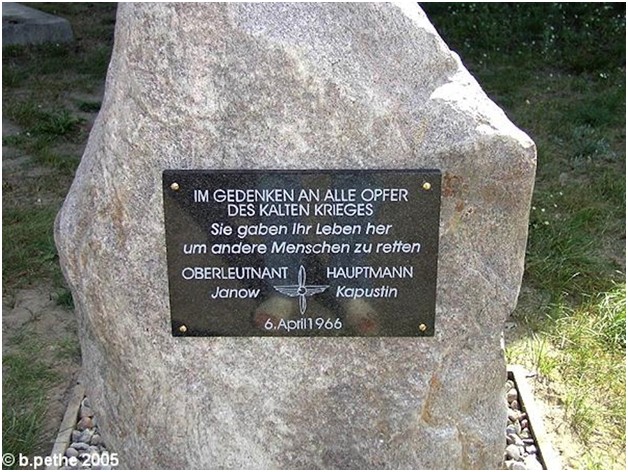 IM GEDENKEN AN ALLE OPFER
DES KALTEN KRIEGES
Sie gaben Ihr Leben her
um andere Menschen zu retten
OBERLEUTNANT HAUPTMANN
Janow Kapustin
6.April1966
© b.pethe 2005